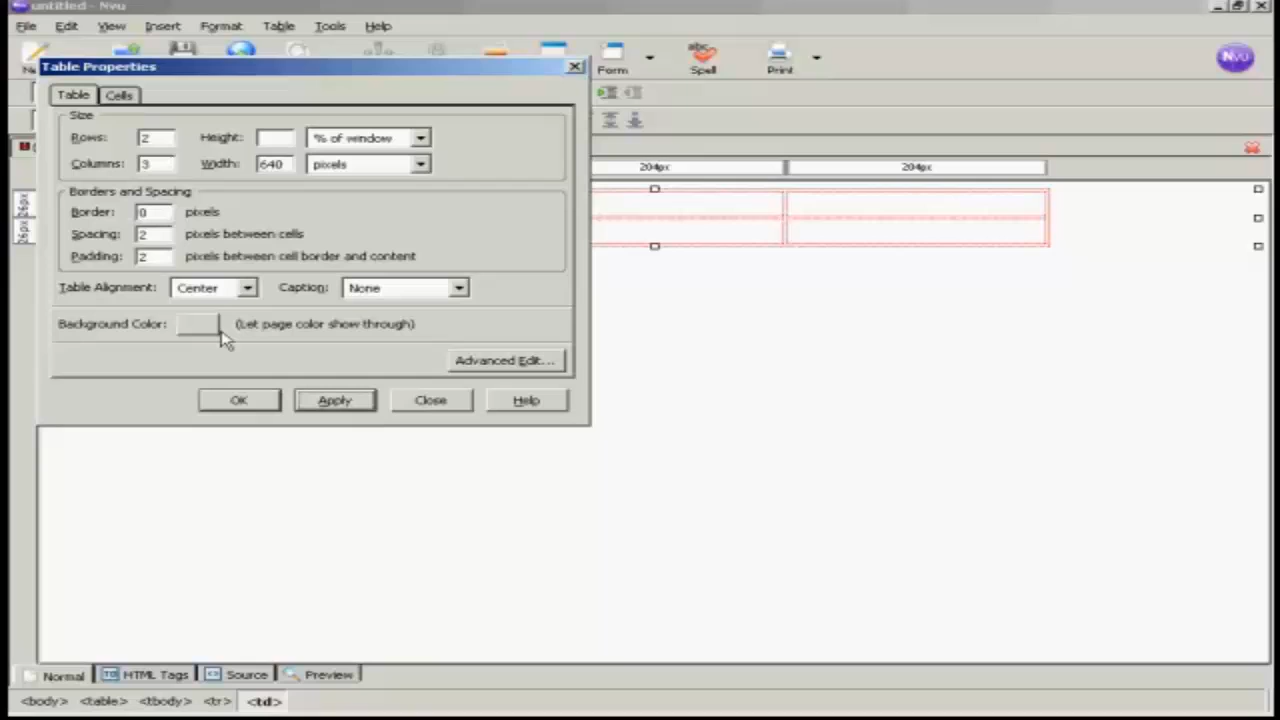 untitled - Nvu
File Edit View Insert Format Table Tools Help
Form Spell Print Nvu
Table Properties
Table Cells
Size
Rows: 2 Height: % of window
Columns: 3 Width: 640 pixels
204px 204px
Borders and Spacing
Border: 0 pixels
Spacing: 2 pixels between cells
Padding: 2 pixels between cell border and content
26px
26px
Table Alignment: Center Caption: None
Background Color: (Let page color show through)
Advanced Edit...
OK Apply Close Help
Normal HTML Tags Source Preview
<body> <table> <tbody> <tr> <td>